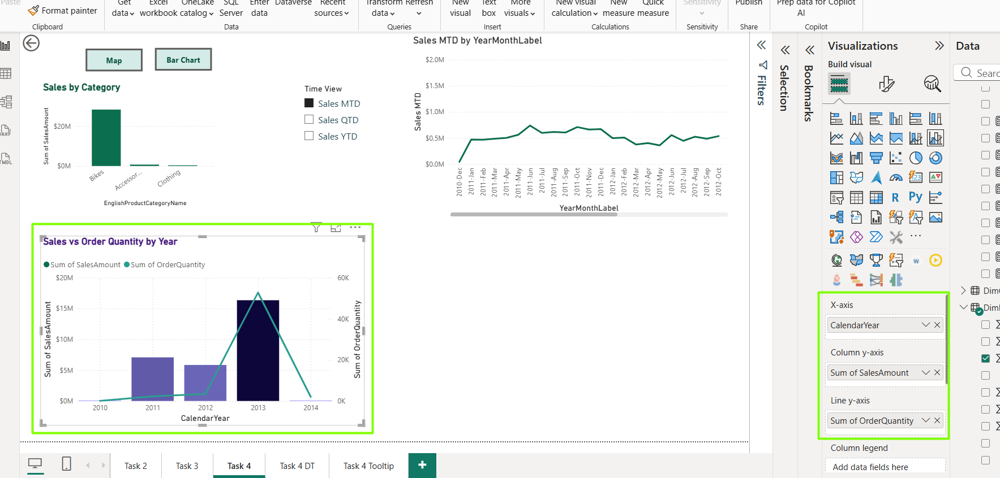 Paste
Format painter
Clipboard
Get data
Excel workbook
OneLake catalog
SQL Server
Enter data
Dataverse
Recent sources
Data
Transform data
Refresh
Queries
New visual
Text box
More visuals
Insert
New visual calculation
New measure
Quick measure
Calculations
Sensitivity
Sensitivity
Publish
Share
Prep data for Copilot AI
Copilot
DAX
TMDL
Map
Bar Chart
Sales by Category
Sum of SalesAmount
$20M
$0M
Bikes
Accessor...
Clothing
EnglishProductCategoryName
Time View
Sales MTD
Sales QTD
Sales YTD
Sales MTD by YearMonthLabel
Sales MTD
$2.0M
$1.5M
$1.0M
$0.5M
$0.0M
2010-Dec
2011-Jan
2011-Feb
2011-Mar
2011-Apr
2011-May
2011-Jun
2011-Jul
2011-Aug
2011-Sep
2011-Oct
2011-Nov
2011-Dec
2012-Jan
2012-Feb
2012-Mar
2012-Apr
2012-May
2012-Jun
2012-Jul
2012-Aug
2012-Sep
2012-Oct
YearMonthLabel
Sales vs Order Quantity by Year
Sum of SalesAmount
Sum of OrderQuantity
Sum of SalesAmount
$20M
$15M
$10M
$5M
$0M
60K
40K
20K
0K
Sum of OrderQuantity
2010
2011
2012
2013
2014
CalendarYear
Filters
Selection
Bookmarks
Visualizations
Build visual
123
R
Py
W
X-axis
CalendarYear
Column y-axis
Sum of SalesAmount
Line y-axis
Sum of OrderQuantity
Column legend
Add data fields here
Data
Task 2
Task 3
Task 4
Task 4 DT
Task 4 Tooltip